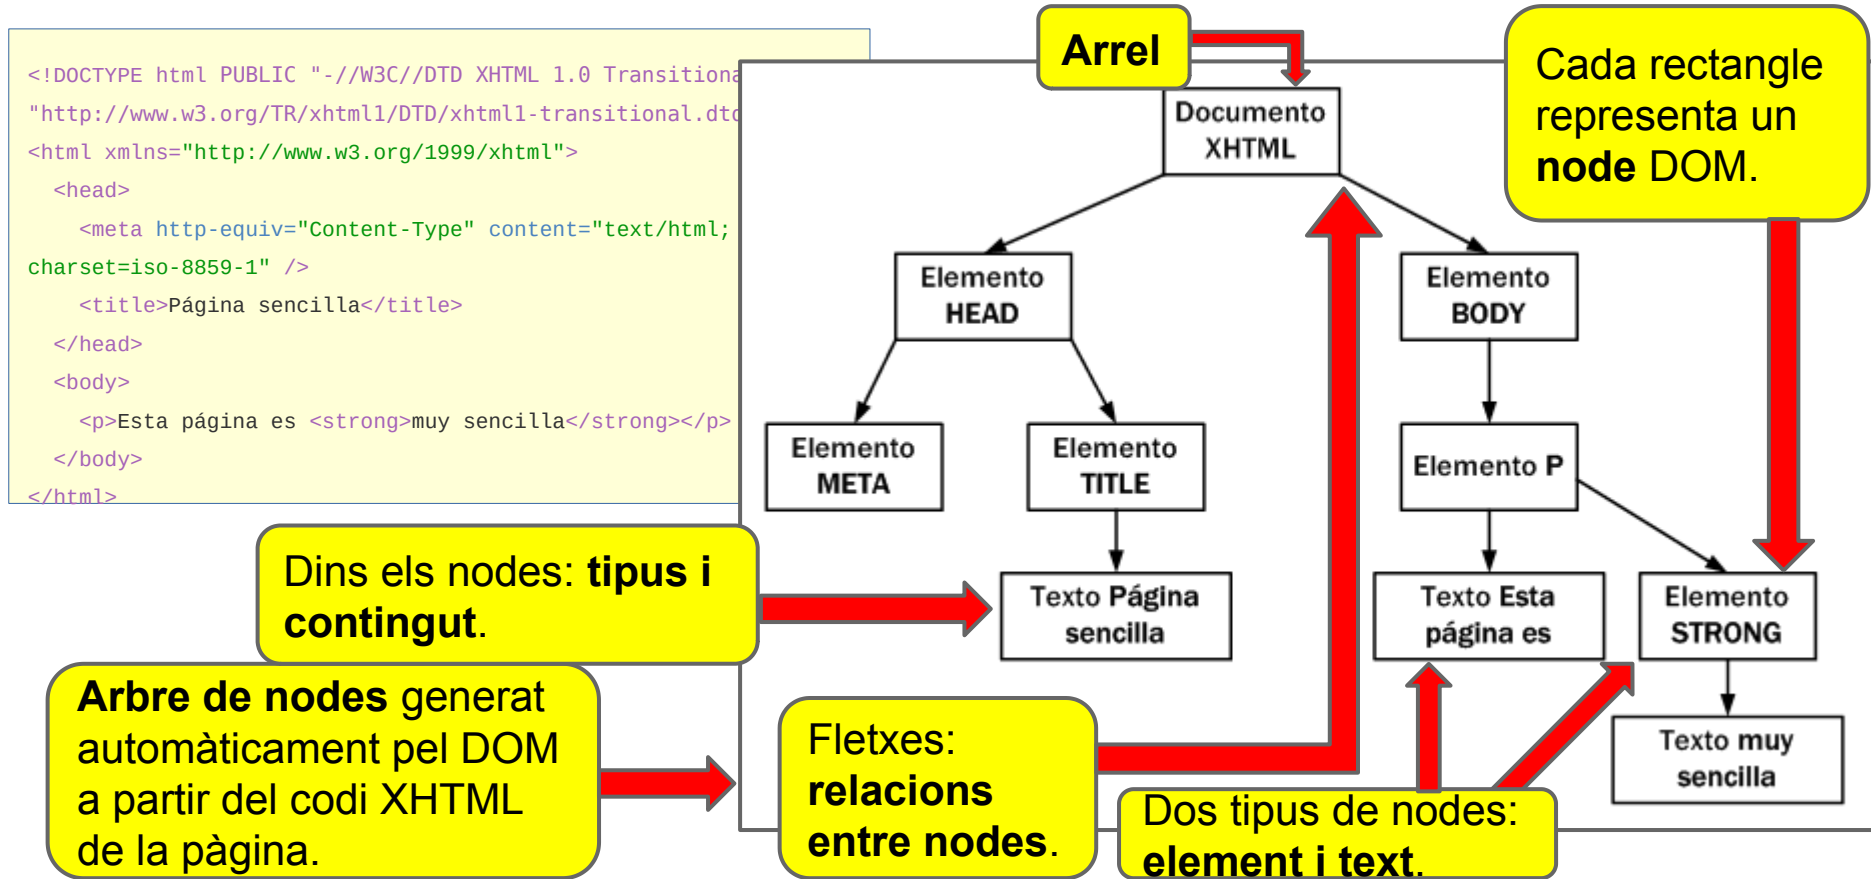 <!DOCTYPE html PUBLIC "-//W3C//DTD XHTML 1.0 Transitiona
"http://www.w3.org/TR/xhtml1/DTD/xhtml1-transitional.dtd
<html xmlns="http://www.w3.org/1999/xhtml">
<head>
<meta http-equiv="Content-Type" content="text/html;
charset=iso-8859-1" />
<title>Página sencilla</title>
</head>
<body>
<p>Esta página es <strong>muy sencilla</strong></p>
</body>
</html>
Arrel
Cada rectangle
representa un
node DOM.
Documento
XHTML
Elemento
HEAD
Elemento
BODY
Elemento
META
Elemento
TITLE
Elemento P
Texto Página
sencilla
Texto Esta
página es
Elemento
STRONG
Texto muy
sencilla
Dins els nodes: tipus i
contingut.
Arbre de nodes generat
automàticament pel DOM
a partir del codi XHTML
de la pàgina.
Fletxes:
relacions
entre nodes.
Dos tipus de nodes:
element i text.